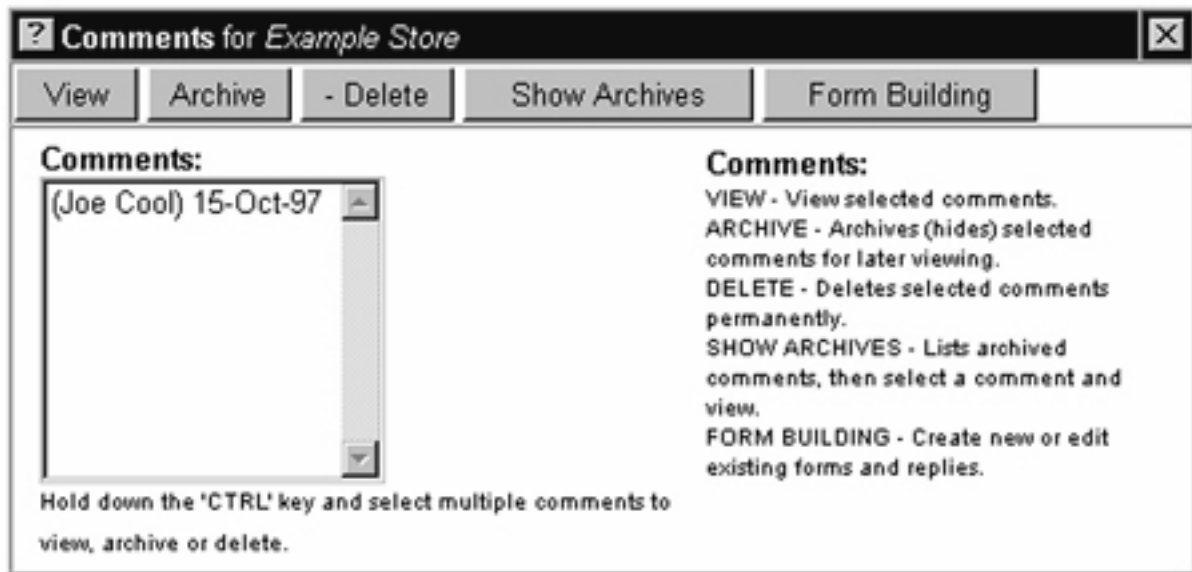 ? Comments for Example Store X
View Archive - Delete Show Archives Form Building
Comments:
(Joe Cool) 15-Oct-97
Hold down the 'CTRL' key and select multiple comments to
view, archive or delete.
Comments:
VIEW - View selected comments.
ARCHIVE - Archives (hides) selected
comments for later viewing.
DELETE - Deletes selected comments
permanently.
SHOW ARCHIVES - Lists archived
comments, then select a comment and
view.
FORM BUILDING - Create new or edit
existing forms and replies.